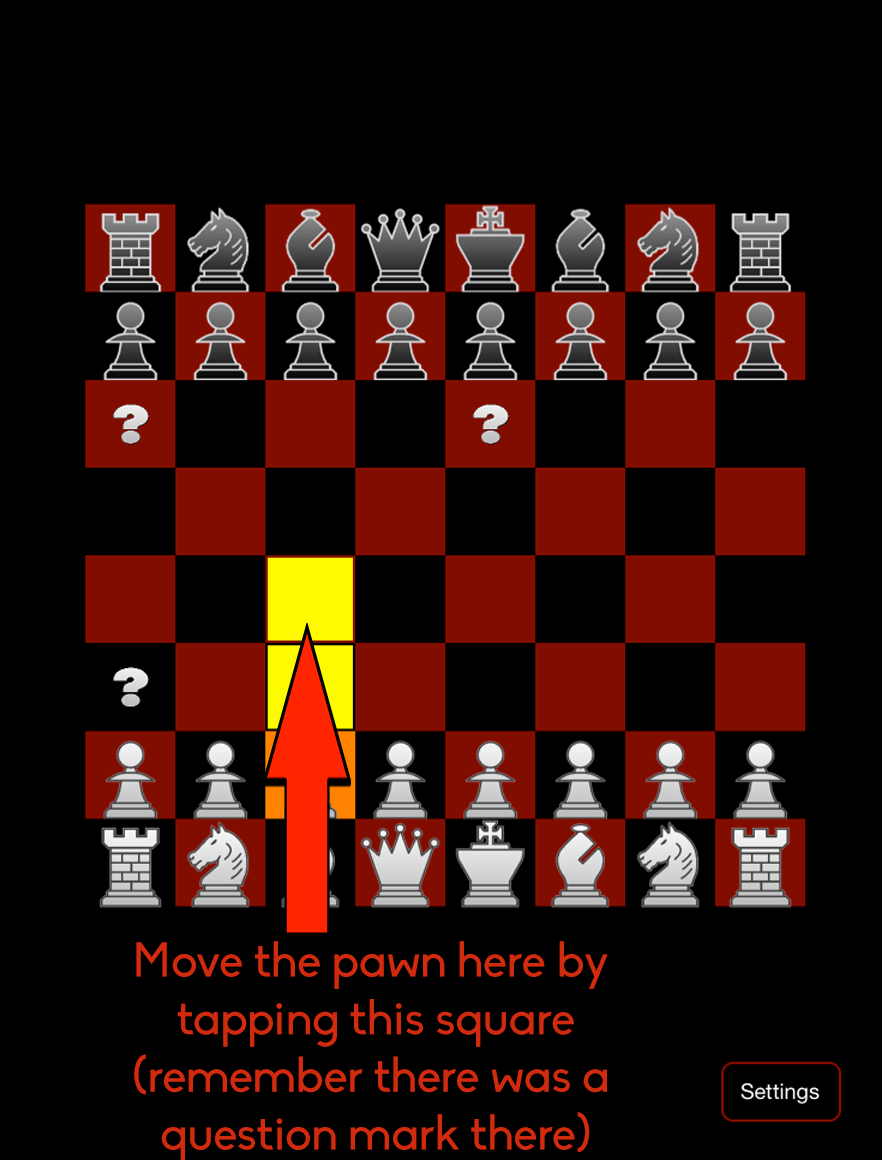 ?
?
?
Move the pawn here by
tapping this square
(remember there was a
question mark there)
Settings